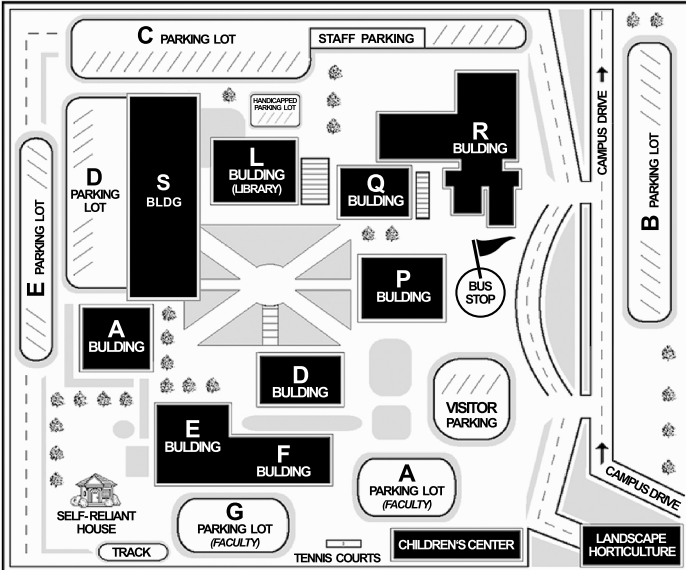 C PARKING LOT
STAFF PARKING
HANDICAPPED
PARKING LOT
CAMPUS DRIVE
B PARKING LOT
R
BULDING
L
BULDING
(LIBRARY)
Q
BULDING
D
PARKING
LOT
S
BLDG
E PARKING LOT
P
BULDING
BUS
STOP
A
BULDING
D
BULDING
VISITOR
PARKING
E
BULDING
F
BULDING
A
PARKING LOT
(FACULTY)
CAMPUS DRIVE
G
PARKING LOT
(FACULTY)
SELF-RELIANT
HOUSE
TRACK
TENNIS COURTS
CHILDREN'S CENTER
LANDSCAPE
HORTICULTURE